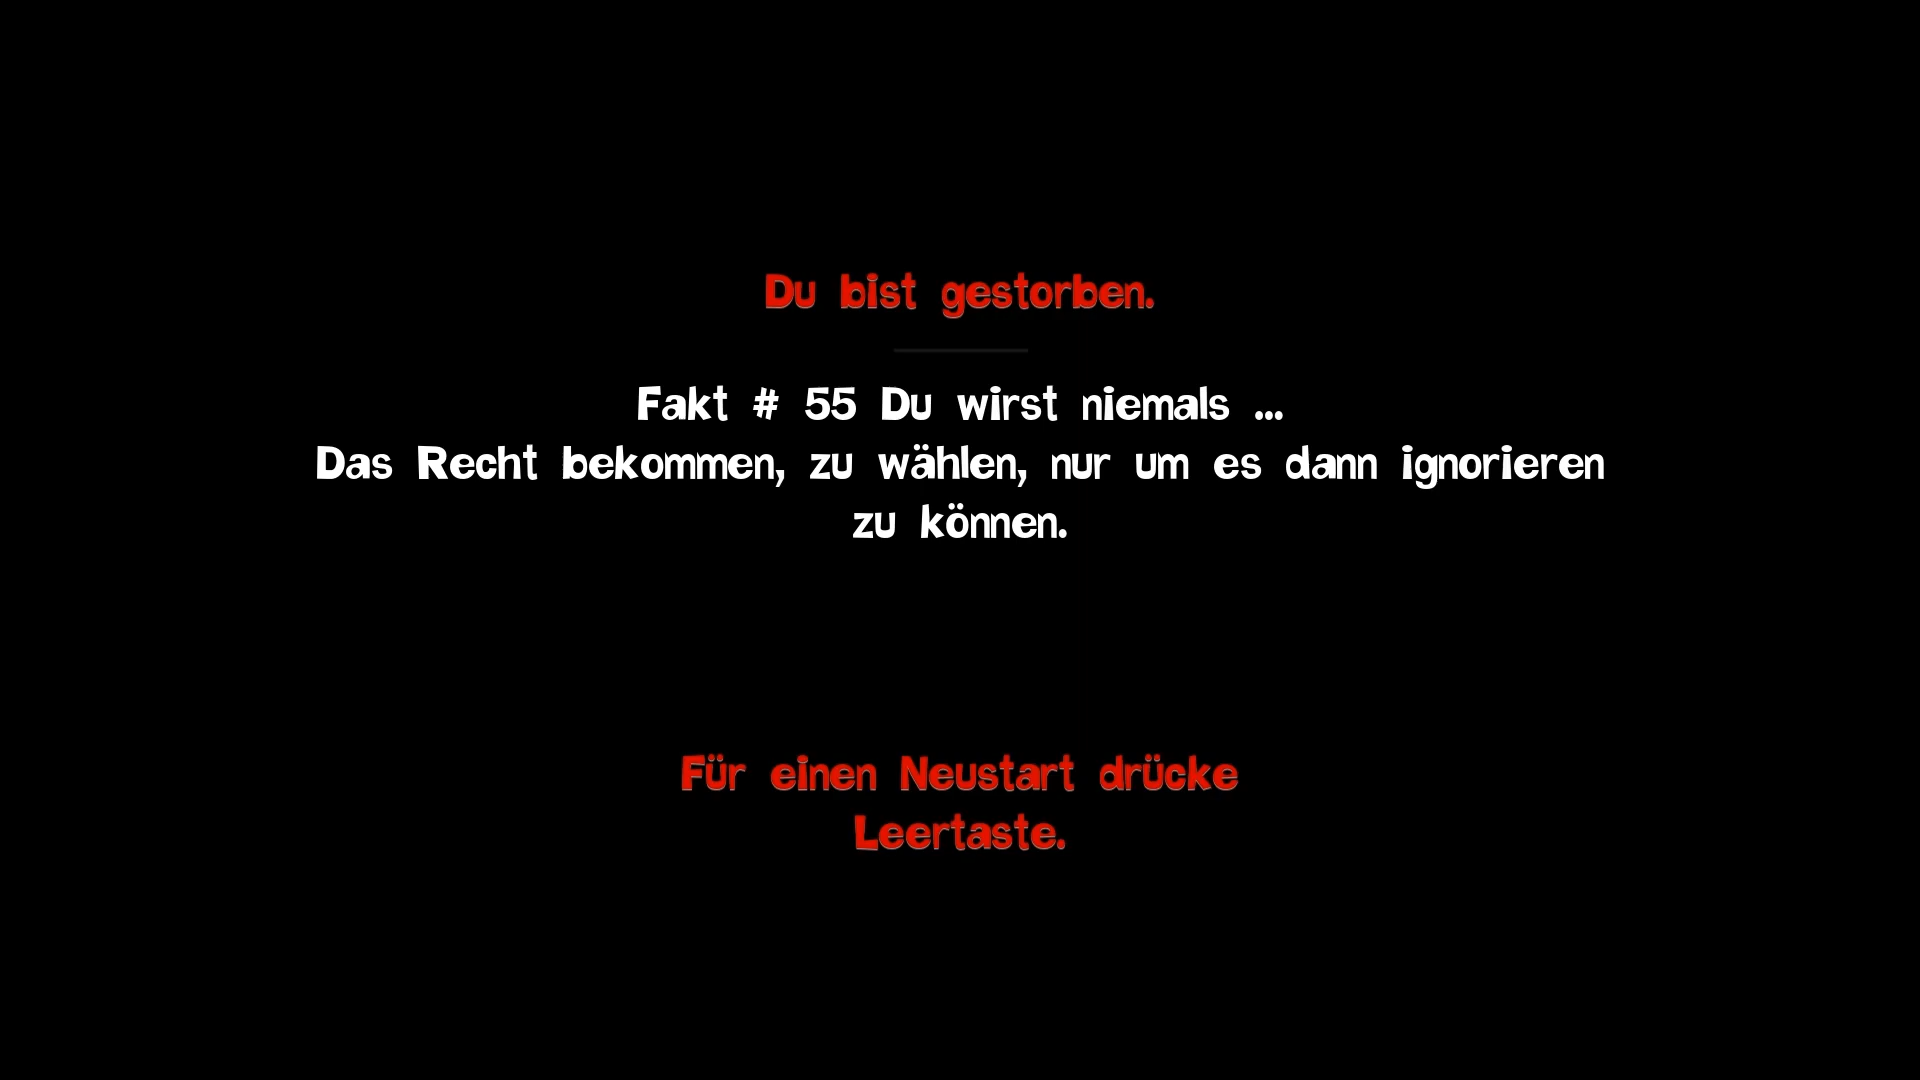 Du bist gestorben.
Fakt # 55 Du wirst niemals ...
Das Recht bekommen, zu wählen, nur um es dann ignorieren
zu können.
Für einen Neustart drücke
Leertaste.